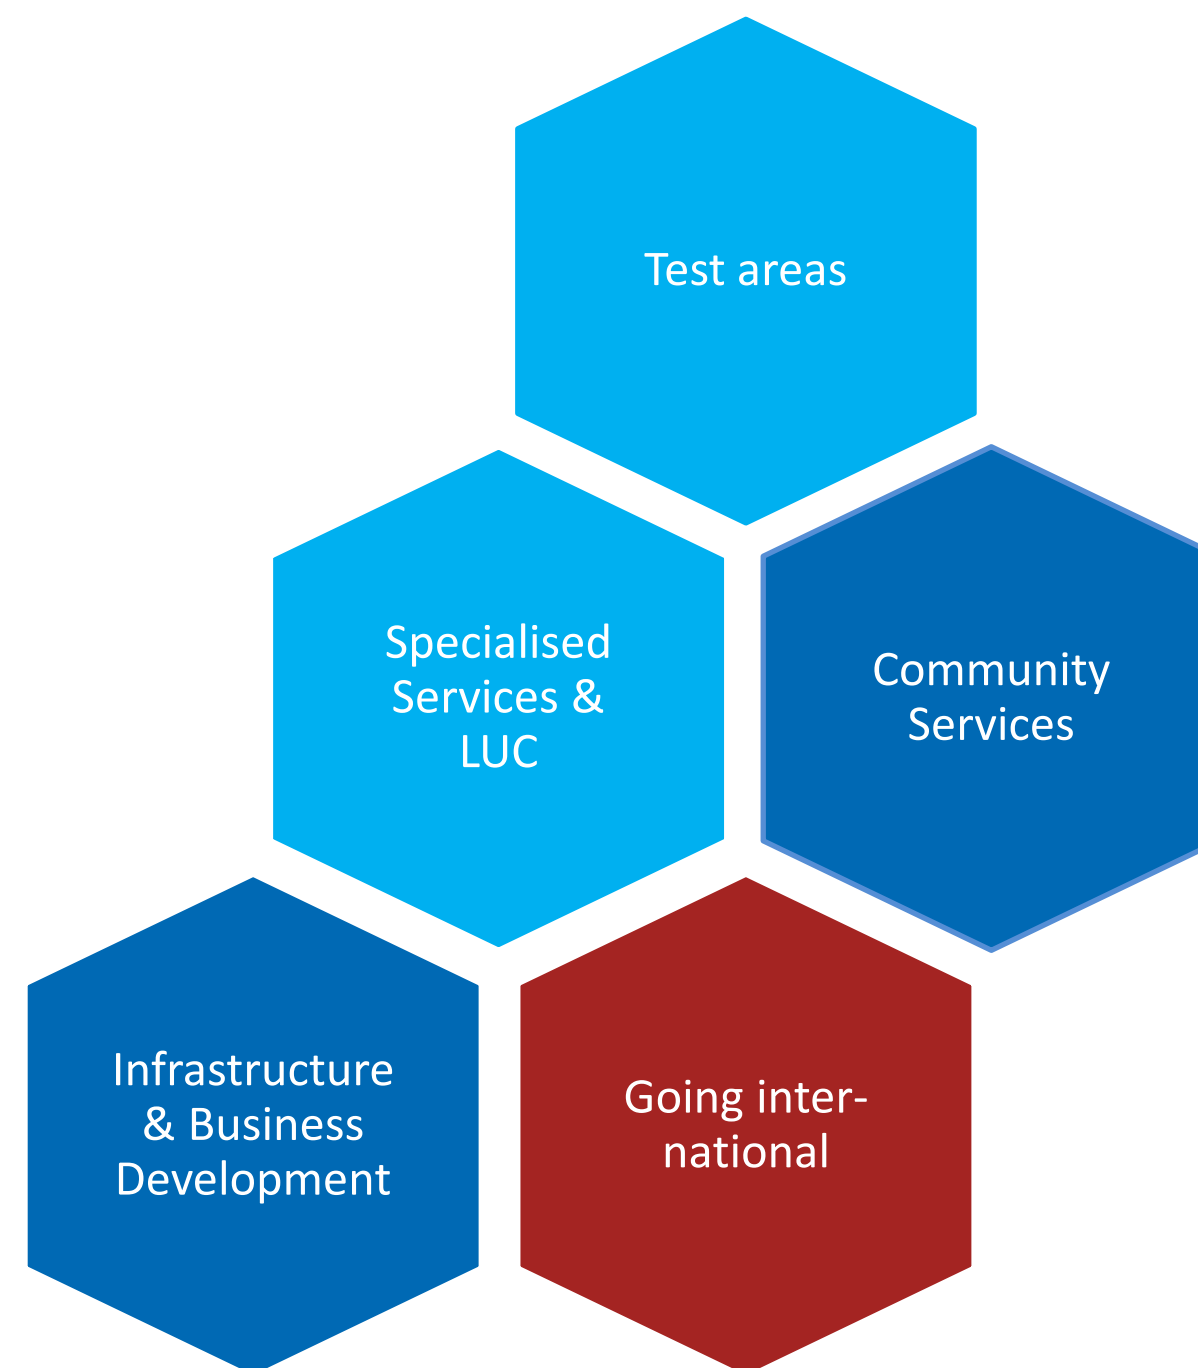 Test areas
Specialised
Services &
LUC
Community
Services
Infrastructure
& Business
Development
Going inter-
national